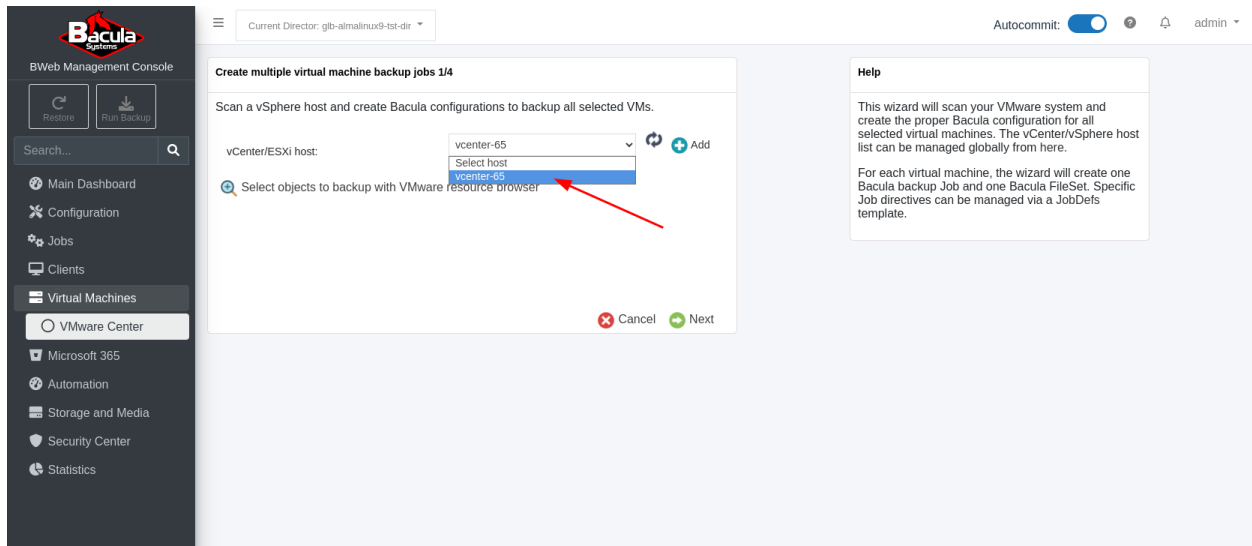 Bacula
Systems
BWeb Management Console
Restore
Run Backup
Search...
Main Dashboard
Configuration
Jobs
Clients
Virtual Machines
VMware Center
Microsoft 365
Automation
Storage and Media
Security Center
Statistics
Current Director: glb-almalinux9-tst-dir
Autocommit:
admin
Create multiple virtual machine backup jobs 1/4
Scan a vSphere host and create Bacula configurations to backup all selected VMs.
vCenter/ESXi host:
vcenter-65
Add
Select host
vcenter-65
Select objects to backup with VMware resource browser
Cancel
Next
Help
This wizard will scan your VMware system and
create the proper Bacula configuration for all
selected virtual machines. The vCenter/vSphere host
list can be managed globally from here.
For each virtual machine, the wizard will create one
Bacula backup Job and one Bacula FileSet. Specific
Job directives can be managed via a JobDefs
template.